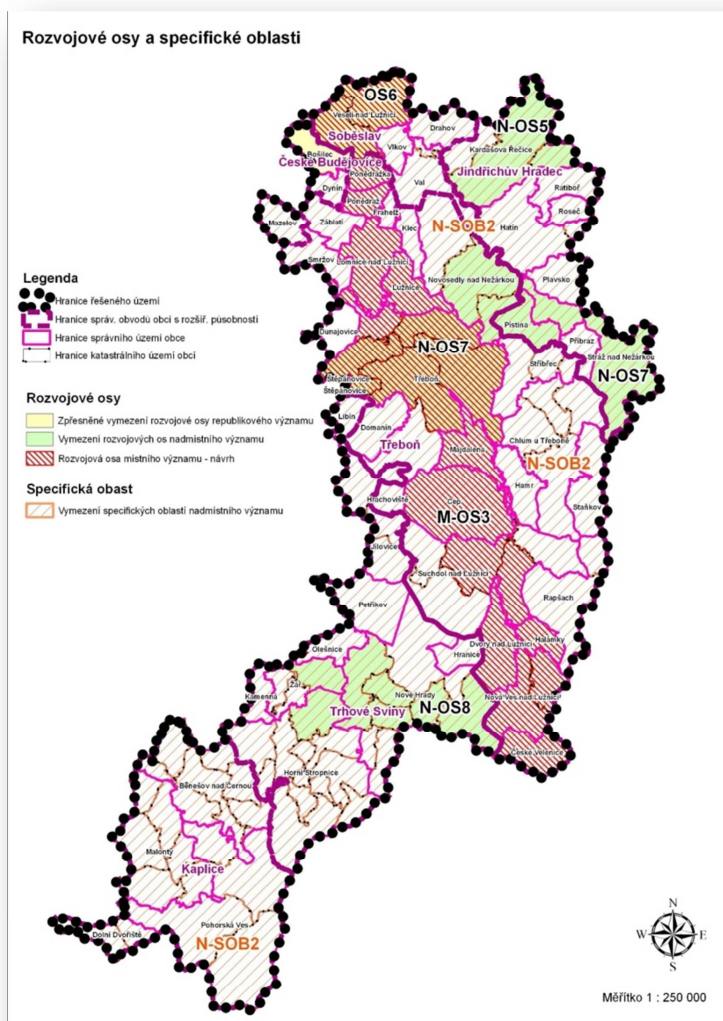 Rozvojové osy a specifické oblasti
OS6
Veselí nad Lužnicí
Soběslav
N-OS5
Drahov
Kardašova Řečice
Vlkov
Bošilec
České Budějovice
Ponědrážka
Jindřichův Hradec
Val
Dynín
Ponědraž
Ratiboř
Roseč
Frahelž
Mazelov
Záblatí
Klec
N-SOB2
Hatín
Smržov
Lomnice nad Lužnicí
Lužnice
Novosedly nad Nežárkou
Plavsko
Pístina
Dunajovice
Příbraz
Stráž nad Nežárkou
N-OS7
Stříbřec
N-OS7
Štěpánovice
Štěpánovice
Třeboň
Libín
Domanín
Třeboň
Majdalena
Chlum u Třeboně
N-SOB2
Hamr
Hrachoviště
Cep
M-OS3
Staňkov
Jílovice
Suchdol nad Lužnicí
Rapšach
Petříkov
Halámky
Olešnice
Dvory nad Lužnicí
Hranice
Kamenná
Žár
Nové Hrady
Nová Ves nad Lužnicí
Trhové Sviny
N-OS8
České Velenice
Horní Stropnice
Benešov nad Černou
Malonty
Kaplice
Pohorská Ves
Dolní Dvořiště
N-SOB2
Legenda
Hranice řešeného území
Hranice správ. obvodů obcí s rozšíř. působností
Hranice správního území obce
Hranice katastrálního území obcí
Rozvojové osy
Zpřesněné vymezení rozvojové osy republikového významu
Vymezení rozvojových os nadmístního významu
Rozvojová osa místního významu - návrh
Specifická obast
Vymezení specifických oblastí nadmístního významu
N
W
E
S
Měřítko 1 : 250 000